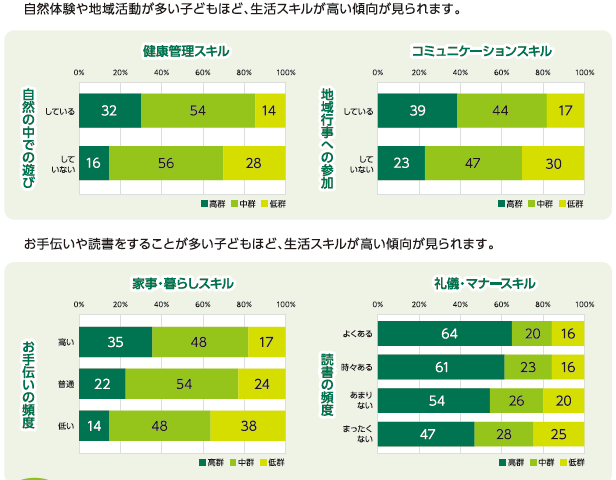 自然体験や地域活動が多い子どもほど、生活スキルが高い傾向が見られます。
健康管理スキル
0% 20% 40% 60% 80% 100%
自然の中での遊び
している 32 54 14
して
いない 16 56 28
高群 中群 低群
コミュニケーションスキル
0% 20% 40% 60% 80% 100%
地域行事への参加
している 39 44 17
して
いない 23 47 30
高群 中群 低群
お手伝いや読書をすることが多い子どもほど、生活スキルが高い傾向が見られます。
家事・暮らしスキル
0% 20% 40% 60% 80% 100%
お手伝いの頻度
高い 35 48 17
普通 22 54 24
低い 14 48 38
高群 中群 低群
礼儀・マナースキル
0% 20% 40% 60% 80% 100%
読書の頻度
よくある 64 20 16
時々ある 61 23 16
あまり
ない 54 26 20
まったく
ない 47 28 25
高群 中群 低群